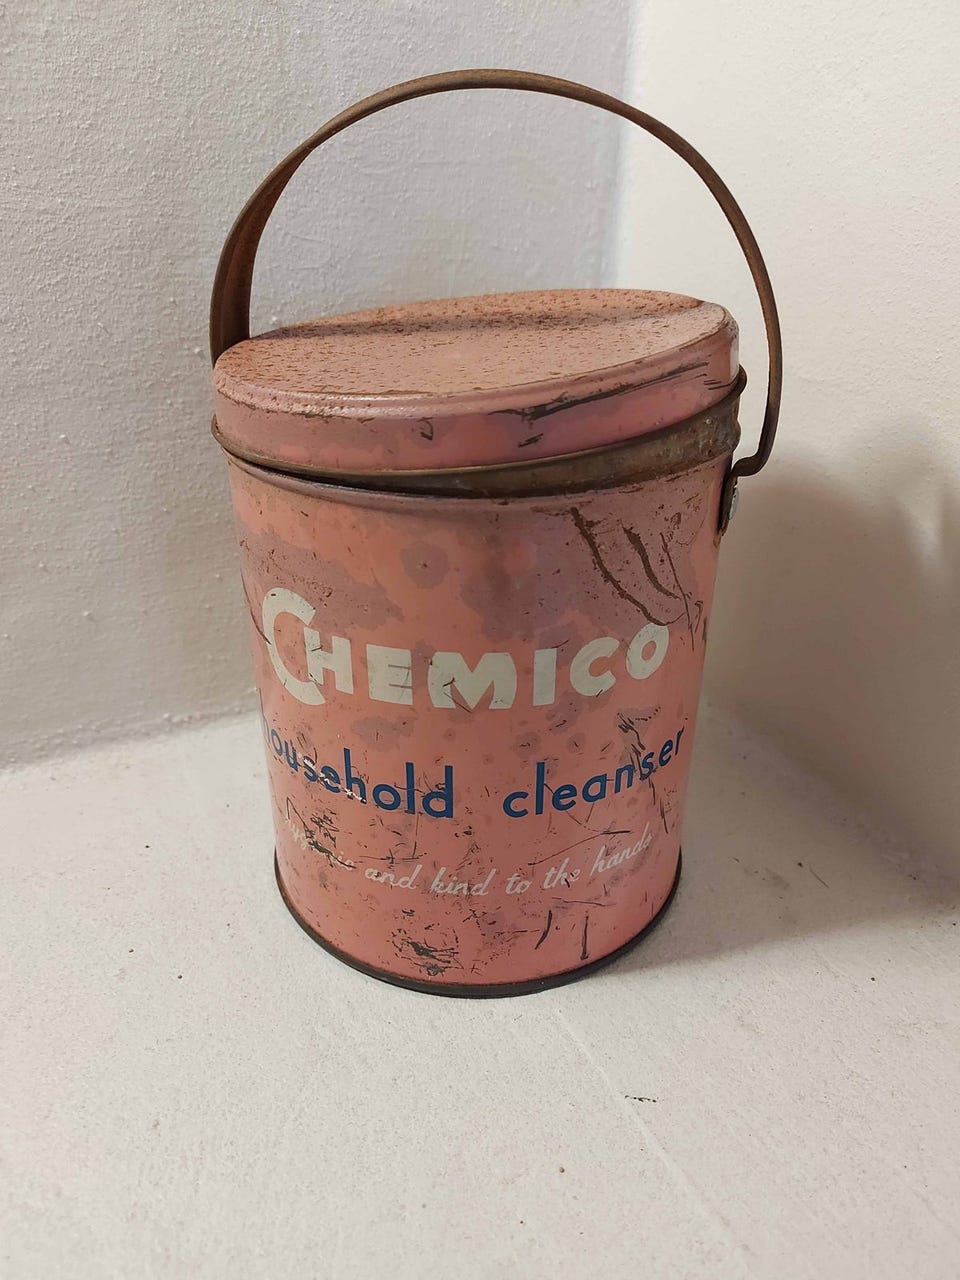 CHEMICO
household cleanser
and kind to the hands